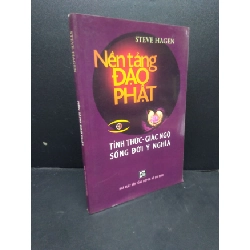 STEVE HAGEN
Nền tảng
ĐẠO
PHẬT
TỈNH THỨC - GIÁC NGỘ
SỐNG ĐỜI Ý NGHĨA